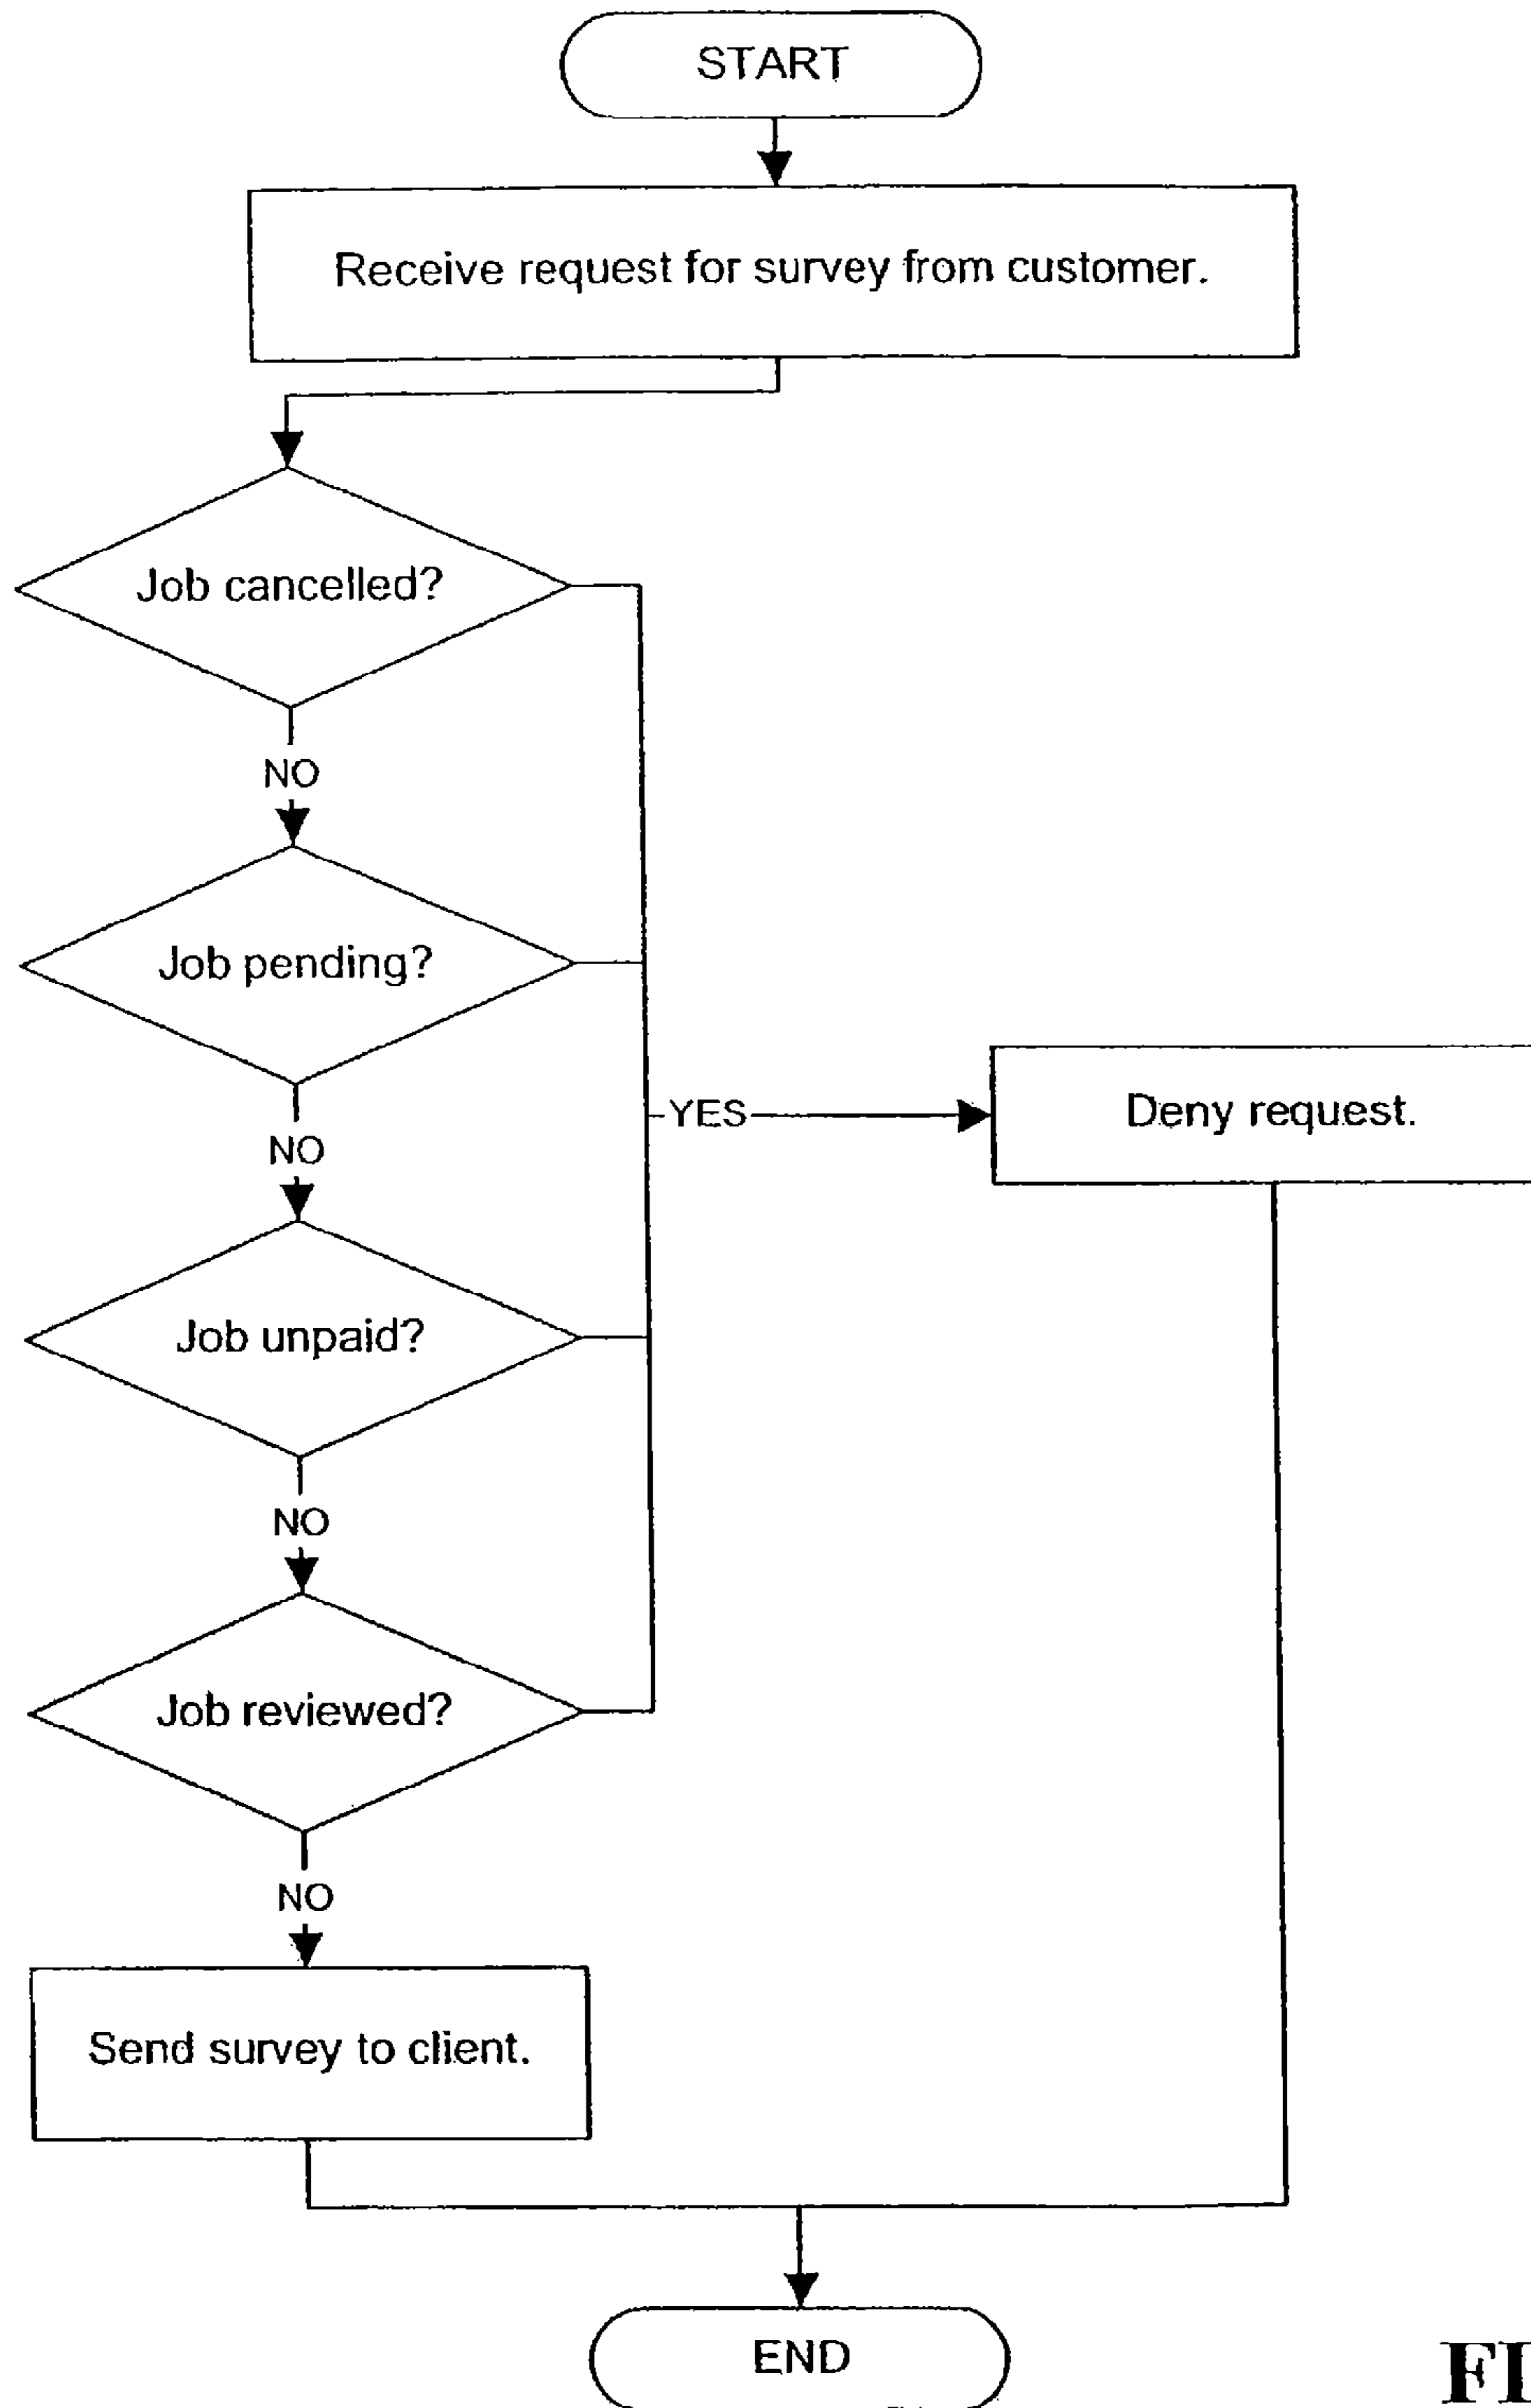 START
Receive request for survey from customer.
Job cancelled?
NO
Job pending?
NO
YES
Deny request.
Job unpaid?
NO
Job reviewed?
NO
Send survey to client.
END